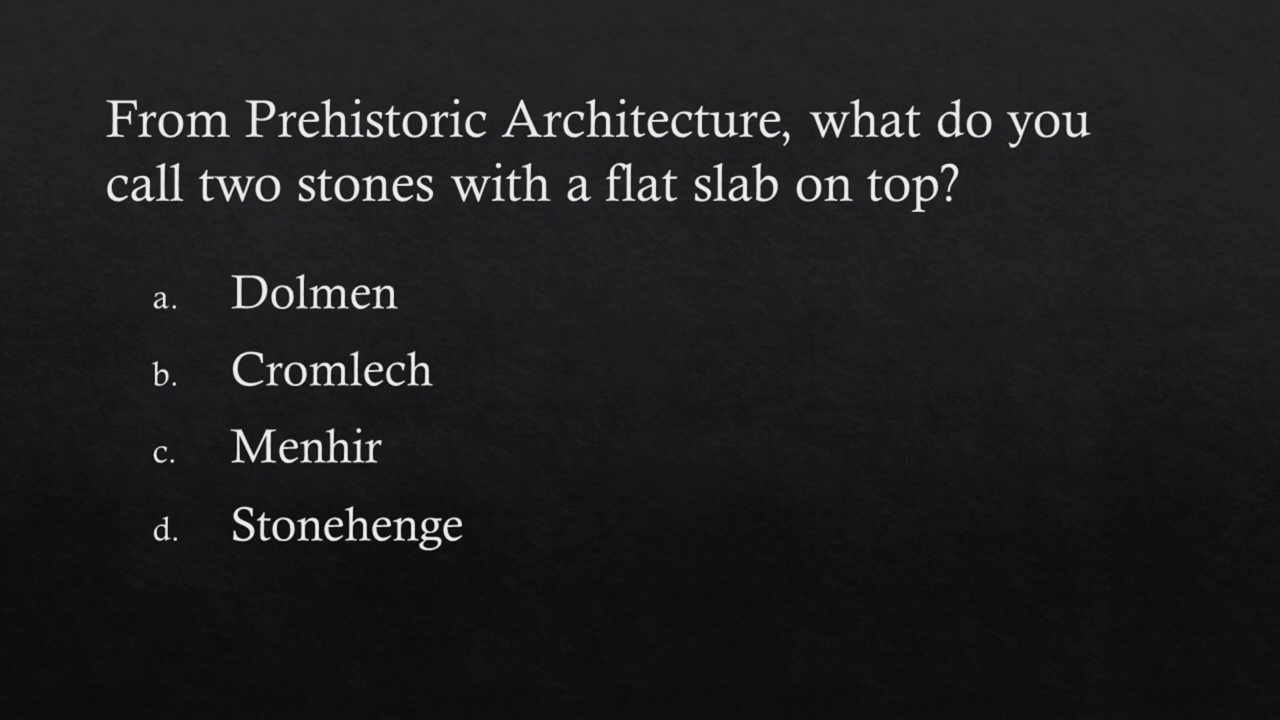 From Prehistoric Architecture, what do you
call two stones with a flat slab on top?
a. Dolmen
b. Cromlech
c. Menhir
d. Stonehenge